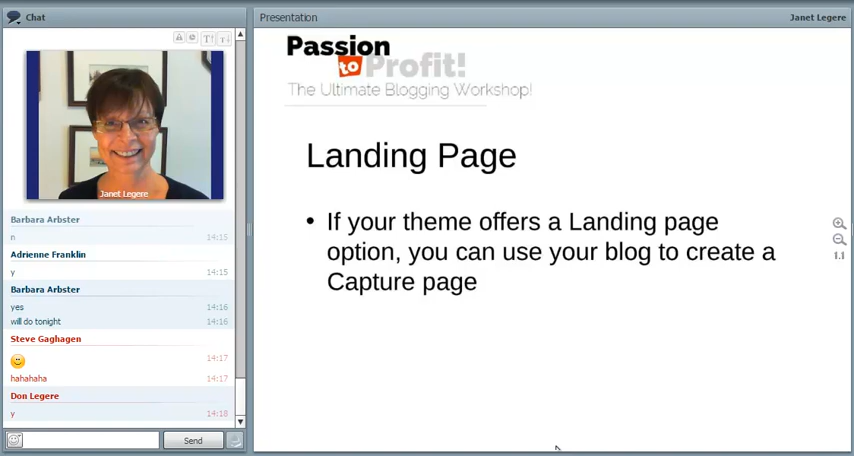 Chat
Janet Legere
Barbara Arbster
n 14:15
Adrienne Franklin
y 14:15
Barbara Arbster
yes 14:16
will do tonight 14:16
Steve Gaghagen
14:17
hahahaha 14:17
Don Legere
y 14:18
Send
Presentation Janet Legere
Passion
to Profit!
The Ultimate Blogging Workshop!
Landing Page
• If your theme offers a Landing page
option, you can use your blog to create a
Capture page
1:1